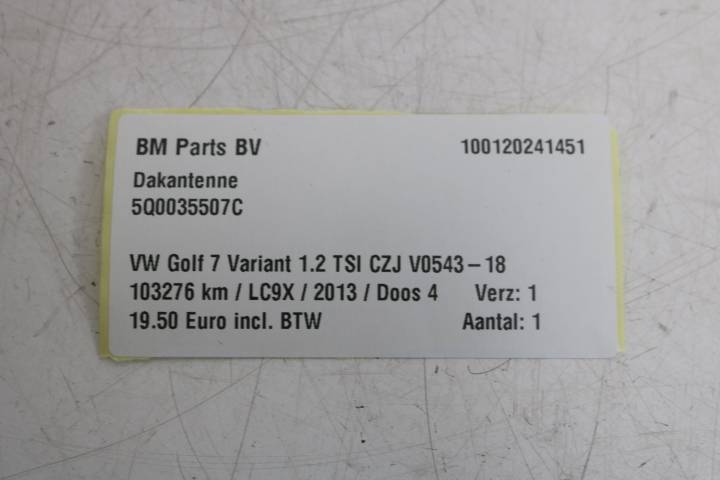 BM Parts BV 100120241451
Dakantenne
5Q0035507C
VW Golf 7 Variant 1.2 TSI CZJ V0543-18
103276 km / LC9X / 2013 / Doos 4 Verz: 1
19.50 Euro incl. BTW Aantal: 1